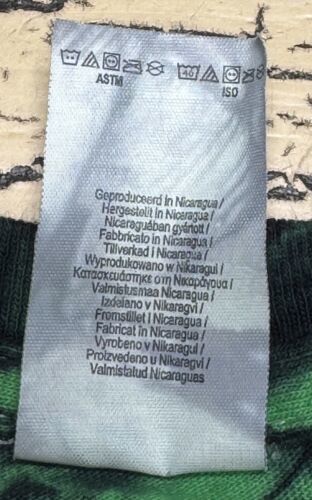 40
ASTM
ISO
Geproduceerd in Nicaragua /
Hergestellt in Nicaragua /
Nicaraguában gyártott /
Fabbricato in Nicaragua /
Tillverkad i Nicaragua /
Wyprodukowano w Nikaragui /
Κατασκευάστηκε στη Νικαράγουα /
Valmistusmaa Nicaragua /
Izdelano v Nikaragvi /
Fremstillet i Nicaragua /
Fabricat în Nicaragua /
Vyrobeno v Nikaragui /
Proizvedeno u Nikaragvi /
Valmistatud Nicaraguas